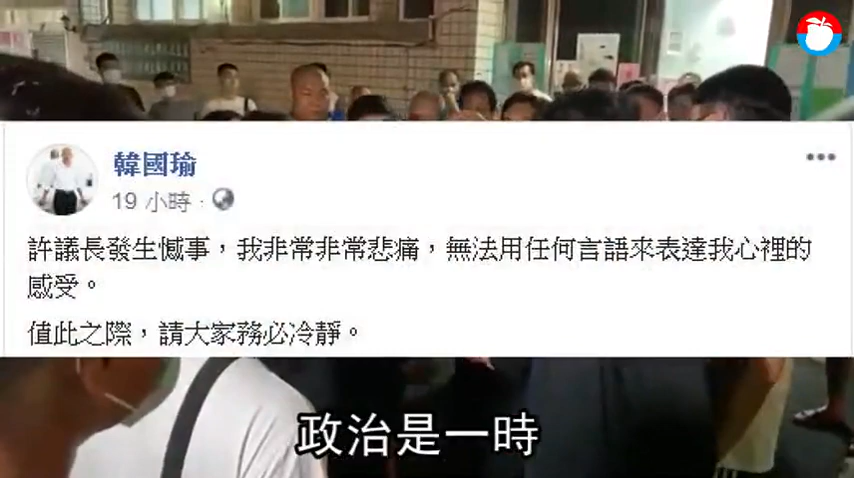 韓國瑜
19 小時 ·
許議長發生憾事，我非常非常悲痛，無法用任何言語來表達我心裡的
感受。
值此之際，請大家務必冷靜。
政治是一時